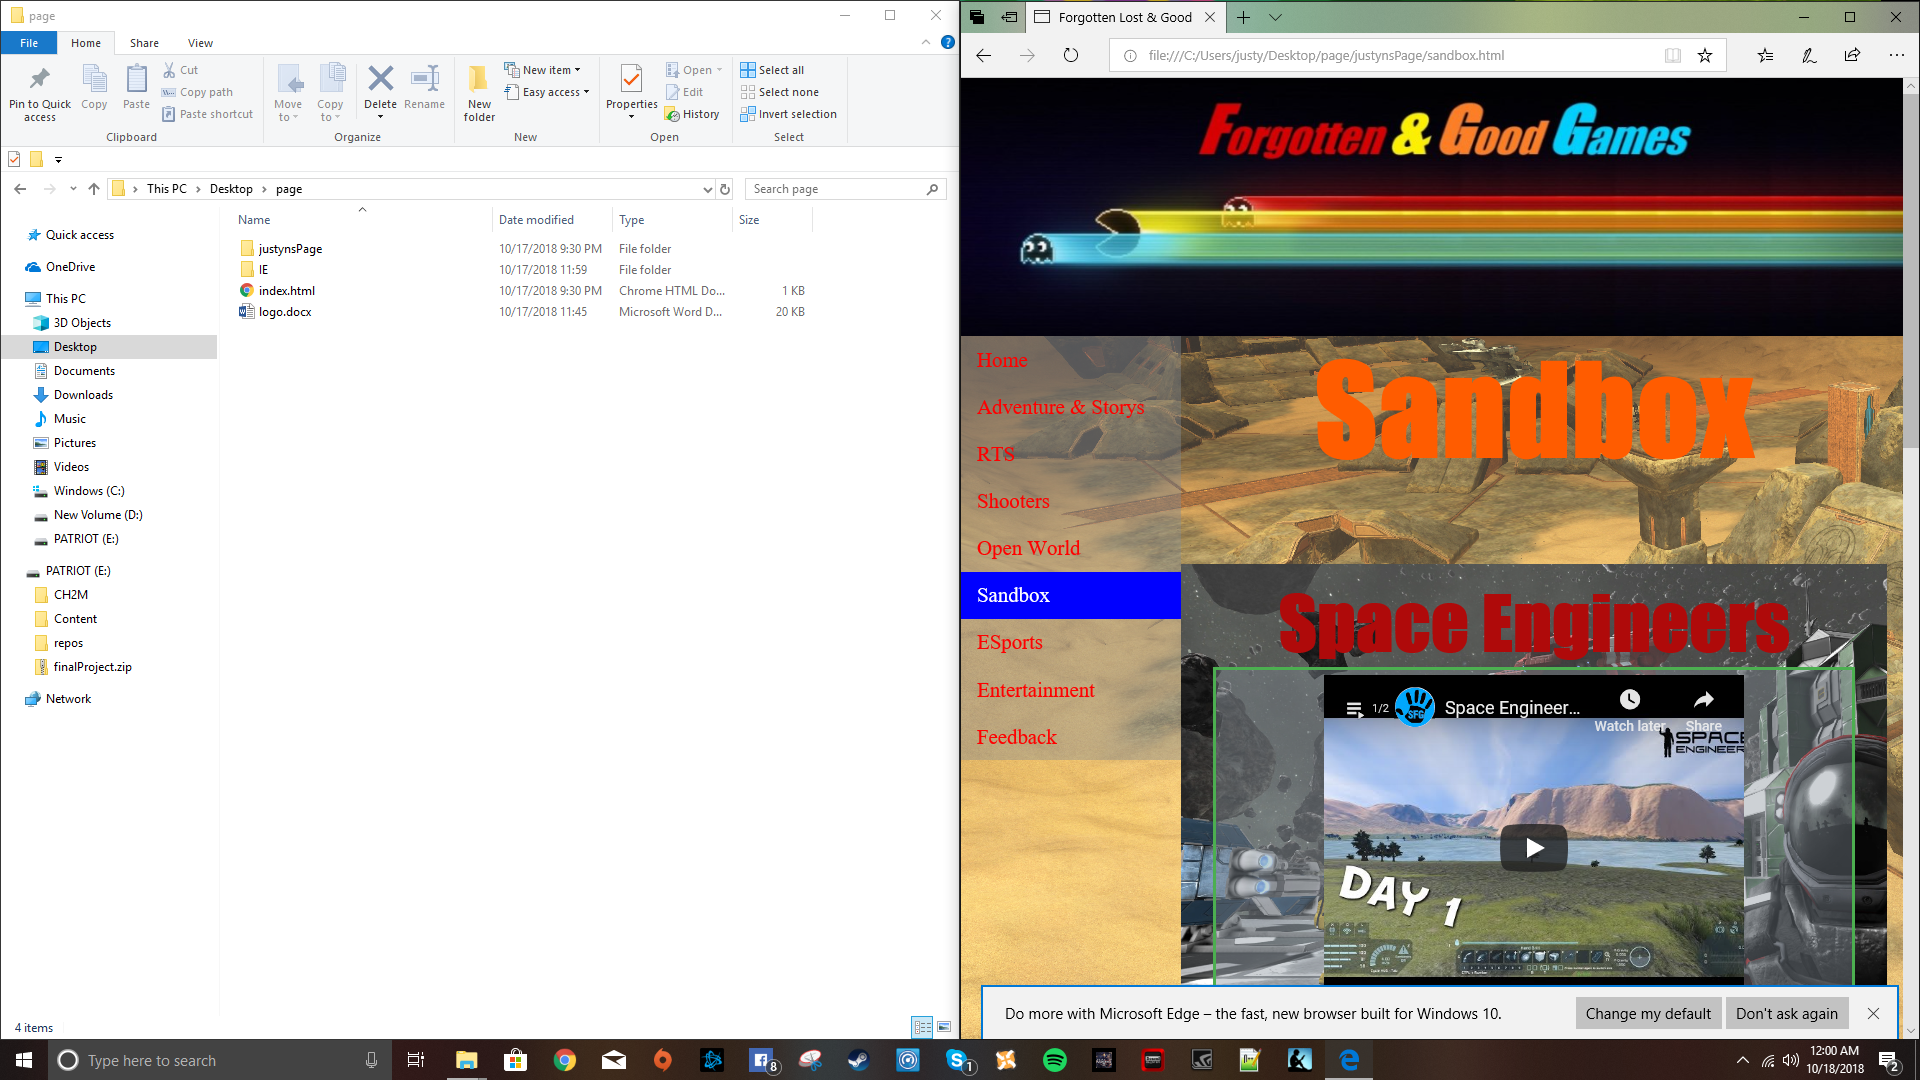 page
File Home Share View
Pin to Quick access
Copy
Paste
Cut
Copy path
Paste shortcut
Clipboard
Move to
Copy to
Delete
Rename
Organize
New folder
New item
Easy access
New
Properties
Open
Edit
History
Open
Select all
Select none
Invert selection
Select
This PC Desktop page
Search page
Name Date modified Type Size
justynsPage 10/17/2018 9:30 PM File folder
IE 10/17/2018 11:59 File folder
index.html 10/17/2018 9:30 PM Chrome HTML Do... 1 KB
logo.docx 10/17/2018 11:45 Microsoft Word D... 20 KB
Quick access
OneDrive
This PC
3D Objects
Desktop
Documents
Downloads
Music
Pictures
Videos
Windows (C:)
New Volume (D:)
PATRIOT (E:)
PATRIOT (E:)
CH2M
Content
repos
finalProject.zip
Network
4 items
Forgotten Lost & Good
file:///C:/Users/justy/Desktop/page/justynsPage/sandbox.html
Forgotten & Good Games
Home
Adventure & Storys
RTS
Shooters
Open World
Sandbox
ESports
Entertainment
Feedback
Sandbox
Space Engineers
1/2 SFG Space Engineer...
Watch later Share
SPACE
ENGINEER
DAY 1
Do more with Microsoft Edge – the fast, new browser built for Windows 10.
Change my default Don't ask again
Type here to search
8
1
12:00 AM
10/18/2018
2